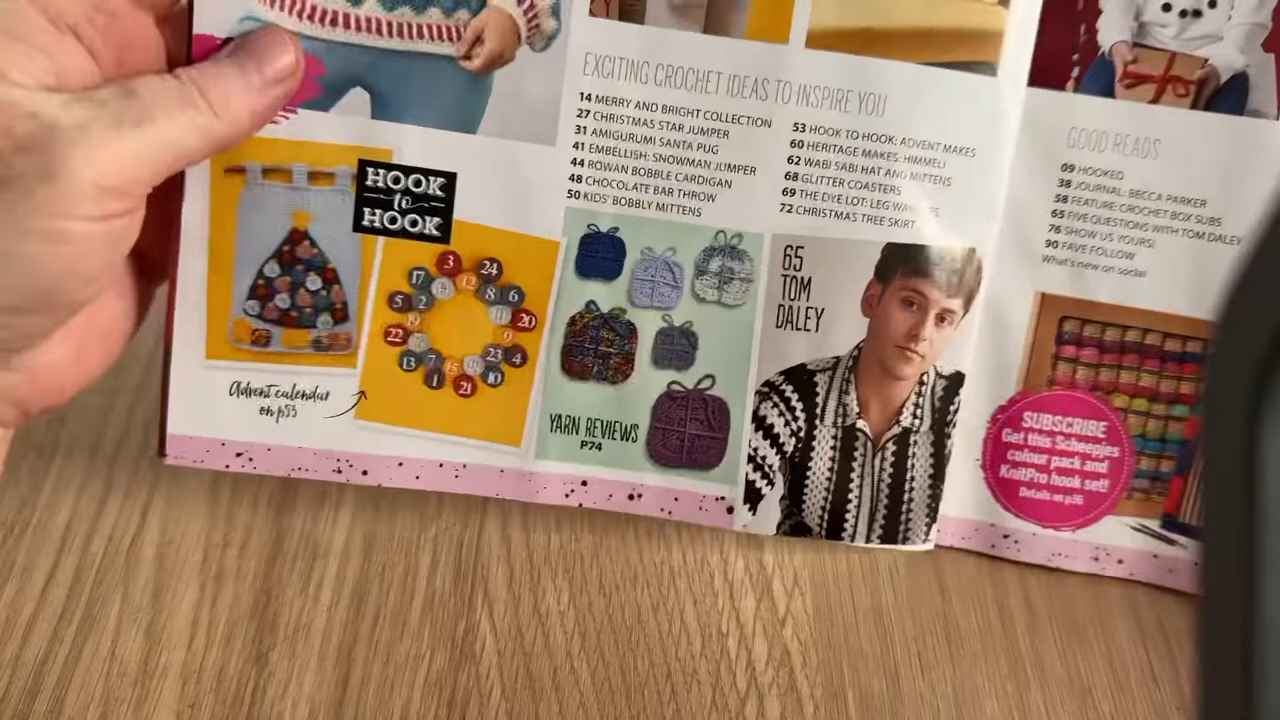 EXCITING CROCHET IDEAS TO INSPIRE YOU
14 MERRY AND BRIGHT COLLECTION
27 CHRISTMAS STAR JUMPER
31 AMIGURUMI SANTA PUG
41 EMBELLISH: SNOWMAN JUMPER
44 ROWAN BOBBLE CARDIGAN
48 CHOCOLATE BAR THROW
50 KIDS' BOBBLY MITTENS
53 HOOK TO HOOK: ADVENT MAKES
60 HERITAGE MAKES: HIMMELI
62 WABI SABI HAT AND MITTENS
68 GLITTER COASTERS
69 THE DYE LOT: LEG
72 CHRISTMAS TREE SKIRT
GOOD READS
09 HOOKED
38 JOURNAL: BECCA PARKER
58 FEATURE: CROCHET BOX SUBS
65 FIVE QUESTIONS WITH TOM DALEY
76 SHOW US YOURS!
90 FAVE FOLLOW
What's new on social
HOOK
to
HOOK
3 24
17 12
8 6
5 2
20
22 9
13 7 23 4
1 10
21
Advent calendar
on p53
YARN REVIEWS
P74
65
TOM
DALEY
SUBSCRIBE
Get this Scheepjes
colour pack and
KnitPro hook set!
Details on p36